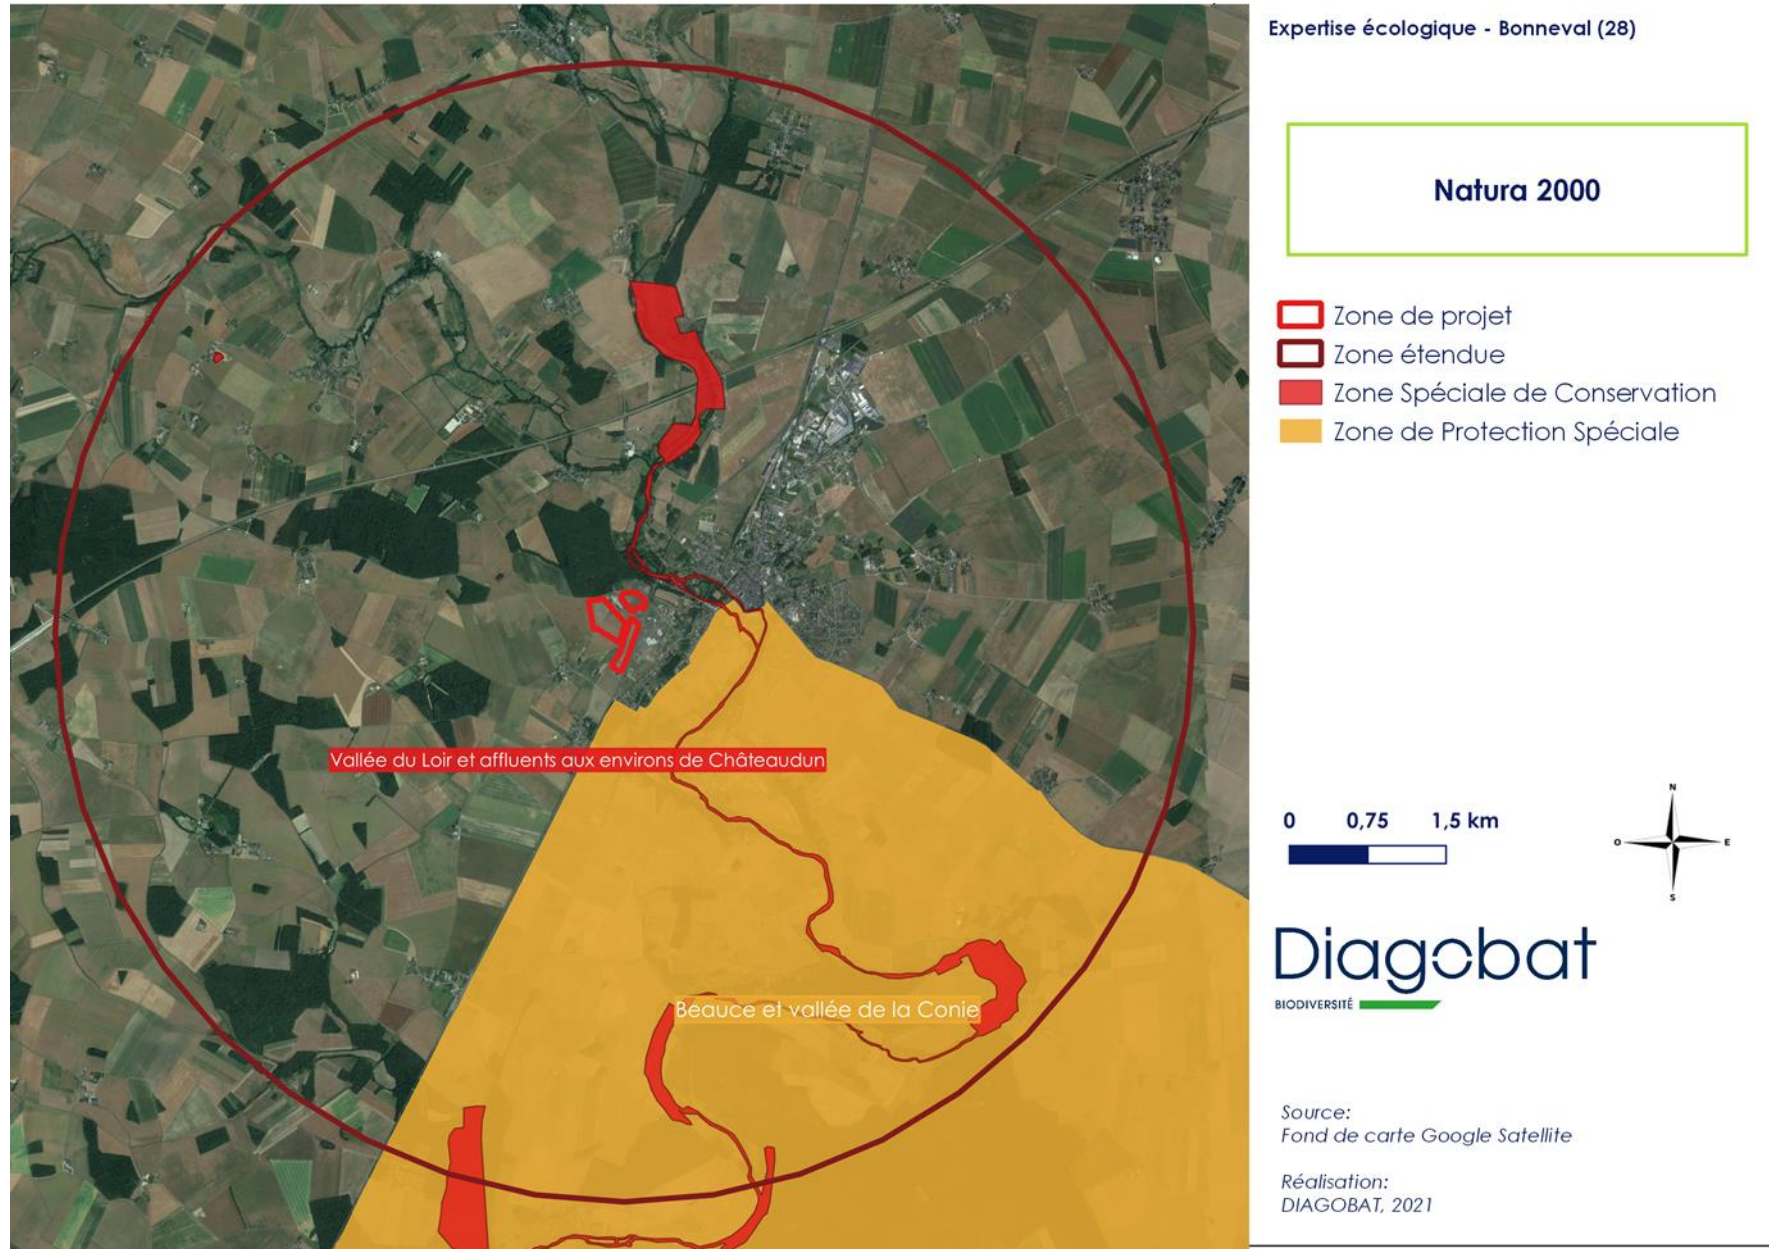 Expertise écologique - Bonneval (28)
Natura 2000
Zone de projet
Zone étendue
Zone Spéciale de Conservation
Zone de Protection Spéciale
Vallée du Loir et affluents aux environs de Châteaudun
Beauce et vallée de la Conie
0 0,75 1,5 km
N
O E
S
Diagobat
BIODIVERSITÉ
Source:
Fond de carte Google Satellite
Réalisation:
DIAGOBAT, 2021